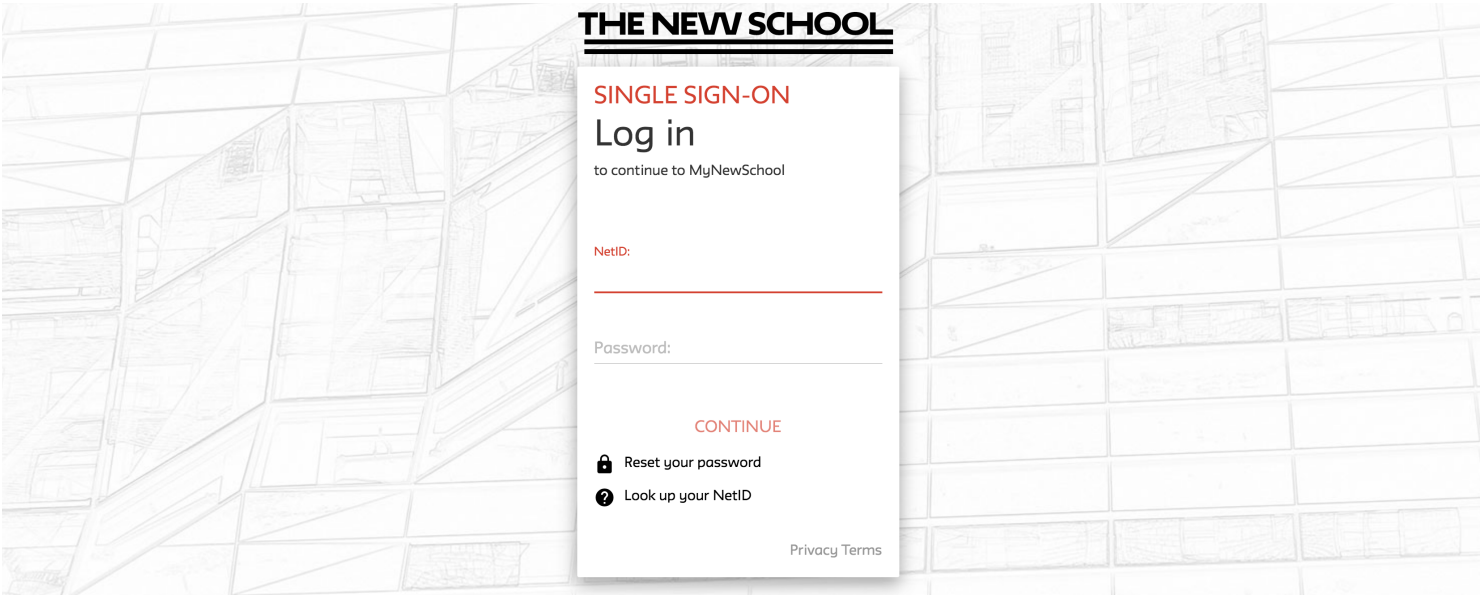 THE NEW SCHOOL
SINGLE SIGN-ON
Log in
to continue to MyNewSchool
NetID:
Password:
CONTINUE
Reset your password
Look up your NetID
Privacy Terms